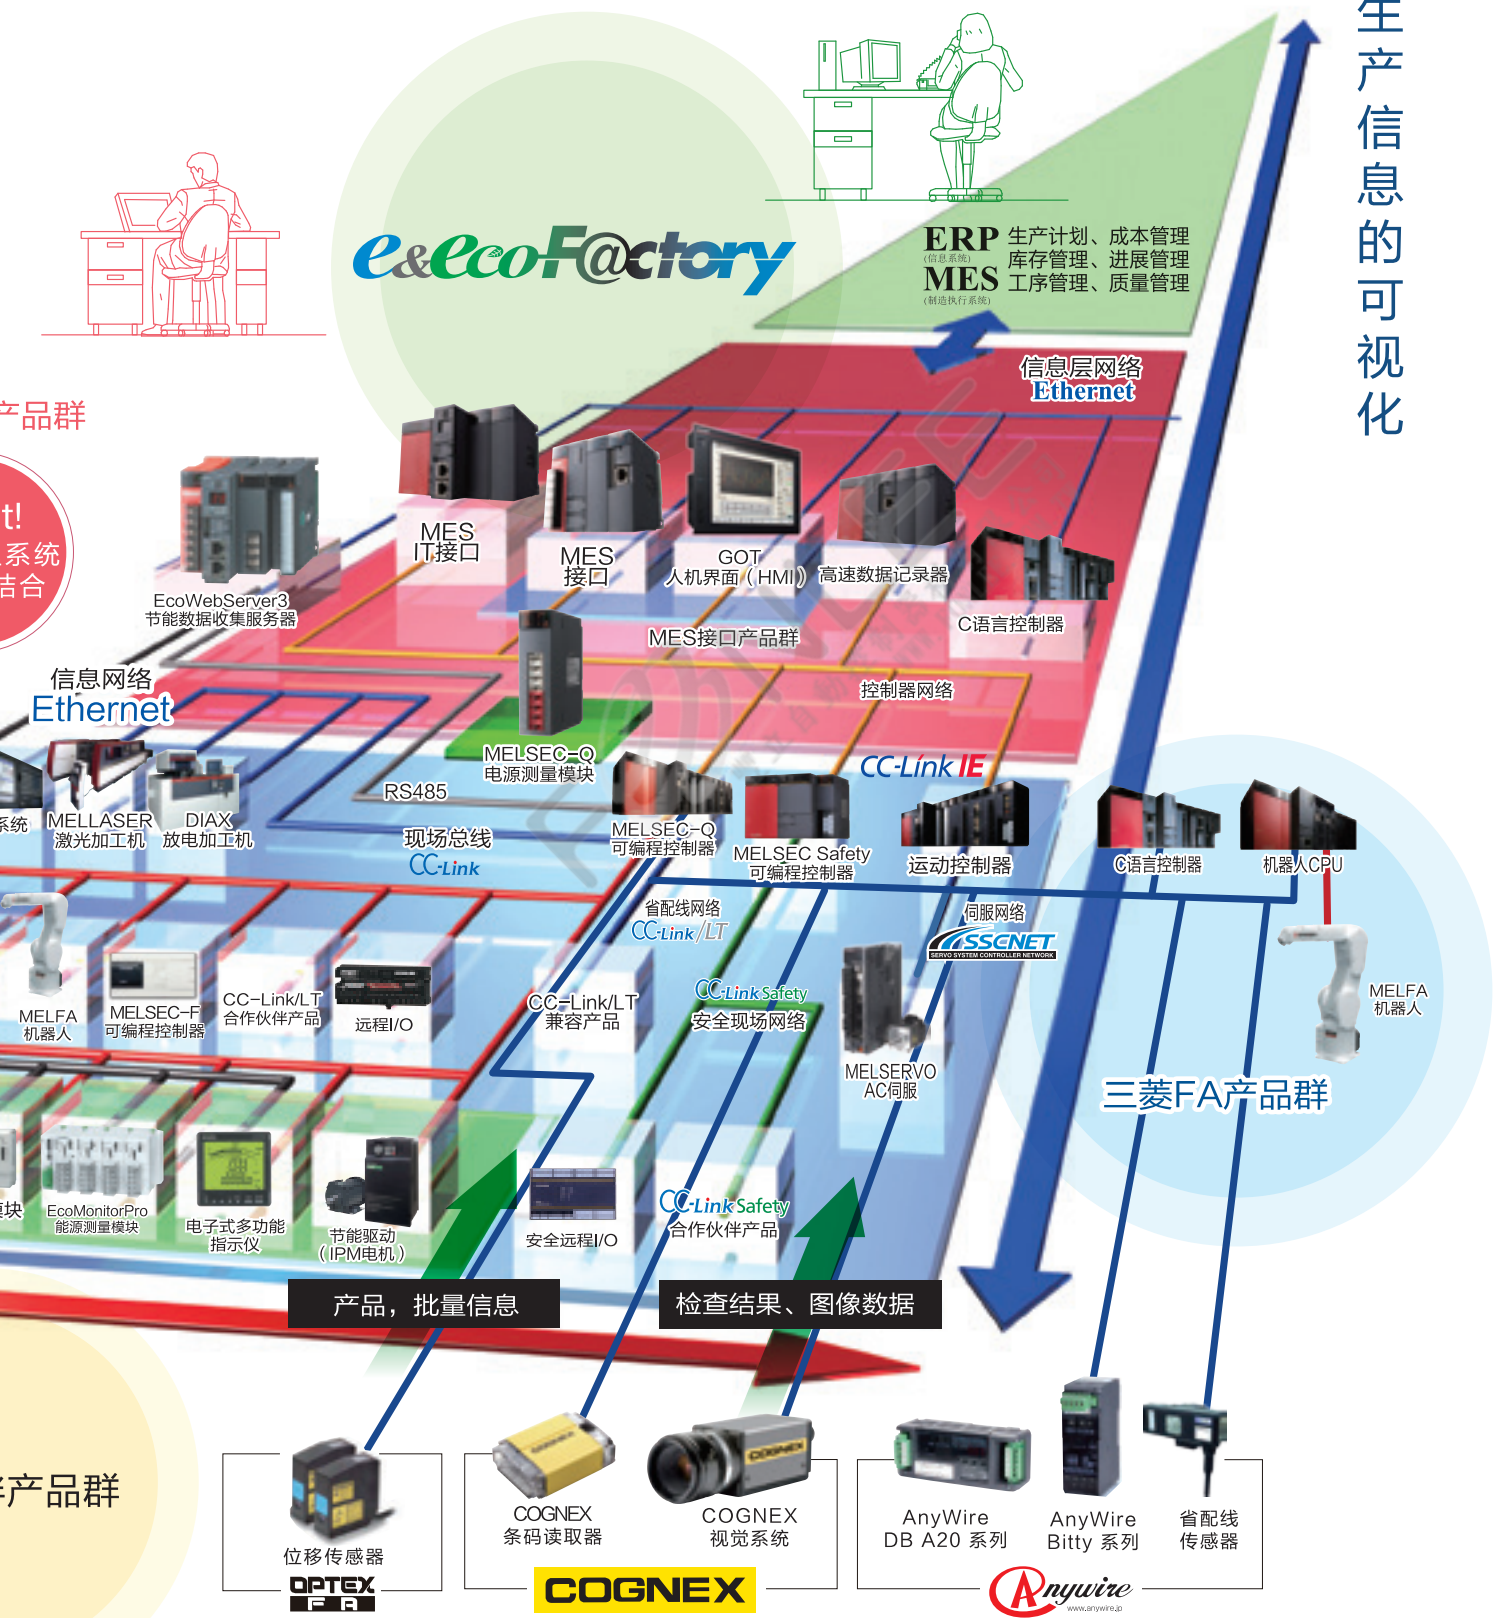 生产信息的可视化
e&ecoF@ctory
ERP 生产计划、成本管理
(信息系统) 库存管理、进展管理
MES 工序管理、质量管理
(制造执行系统)
信息层网络
Ethernet
产品群
t!
系统
结合
MES
IT接口
MES
接口
GOT
人机界面（HMI）
高速数据记录器
C语言控制器
EcoWebServer3
节能数据收集服务器
MES接口产品群
信息网络
Ethernet
控制器网络
MELSEC-Q
电源测量模块
CC-Link IE
RS485
系统
MELLASER
激光加工机
DIAX
放电加工机
现场总线
CC-Link
MELSEC-Q
可编程控制器
MELSEC Safety
可编程控制器
运动控制器
C语言控制器
机器人CPU
省配线网络
CC-Link/LT
伺服网络
SSCNET
SERVO SYSTEM CONTROLLER NETWORK
MELFA
机器人
MELSEC-F
可编程控制器
CC-Link/LT
合作伙伴产品
远程I/O
CC-Link/LT
兼容产品
CC-Link Safety
安全现场网络
MELSERVO
AC伺服
MELFA
机器人
三菱FA产品群
模块
EcoMonitorPro
能源测量模块
电子式多功能
指示仪
节能驱动
（IPM电机）
安全远程I/O
CC-Link Safety
合作伙伴产品
产品，批量信息
检查结果、图像数据
伴产品群
位移传感器
OPTEX
FA
COGNEX
条码读取器
COGNEX
COGNEX
视觉系统
COGNEX
AnyWire
DB A20 系列
AnyWire
Bitty 系列
省配线
传感器
Anywire
www.anywire.jp